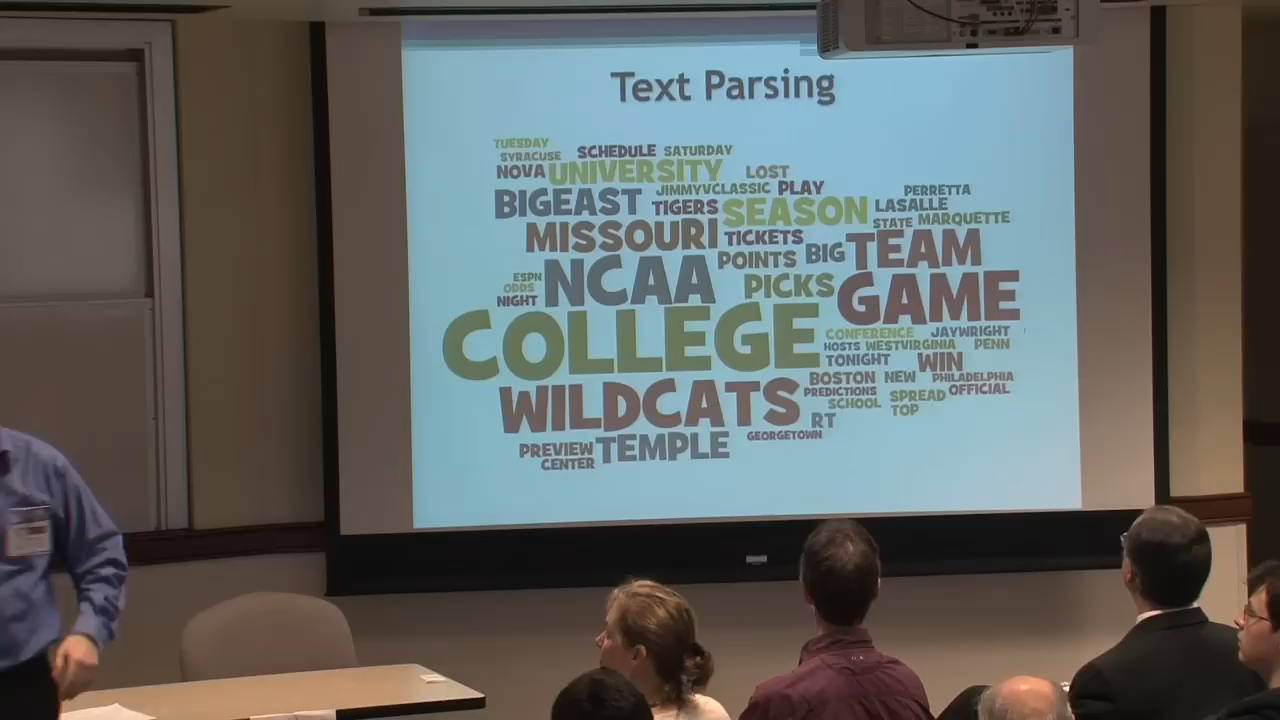 Text Parsing
TUESDAY
SYRACUSE SCHEDULE SATURDAY
NOVA UNIVERSITY LOST
JIMMYVCLASSIC PLAY PERRETTA
BIGEAST TIGERS SEASON LASALLE
STATE MARQUETTE
MISSOURI TICKETS BIG TEAM
NCAA POINTS
ESPN
ODDS PICKS GAME
NIGHT
COLLEGE CONFERENCE JAYWRIGHT
HOSTS WESTVIRGINIA PENN
TONIGHT WIN
WILDCATS BOSTON NEW PHILADELPHIA
PREDICTIONS SPREAD OFFICIAL
SCHOOL TOP
RT
PREVIEW TEMPLE GEORGETOWN
CENTER